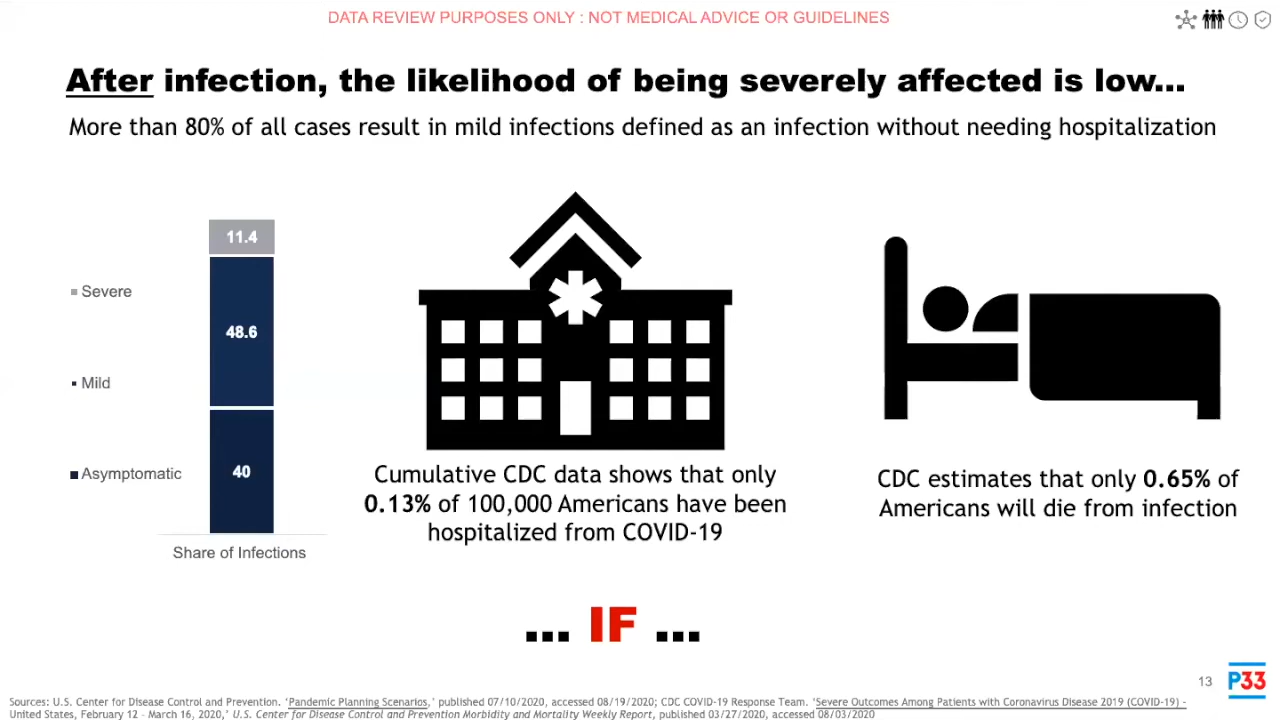 DATA REVIEW PURPOSES ONLY : NOT MEDICAL ADVICE OR GUIDELINES
After infection, the likelihood of being severely affected is low...
More than 80% of all cases result in mild infections defined as an infection without needing hospitalization
11.4
Severe
48.6
Mild
Asymptomatic
40
Share of Infections
Cumulative CDC data shows that only
0.13% of 100,000 Americans have been
hospitalized from COVID-19
CDC estimates that only 0.65% of
Americans will die from infection
... IF ...
13
P33
Sources: U.S. Center for Disease Control and Prevention. 'Pandemic Planning Scenarios,' published 07/10/2020, accessed 08/19/2020; CDC COVID-19 Response Team. 'Severe Outcomes Among Patients with Coronavirus Disease 2019 (COVID-19) -
United States, February 12 – March 16, 2020,' U.S. Center for Disease Control and Prevention Morbidity and Mortality Weekly Report, published 03/27/2020, accessed 08/03/2020